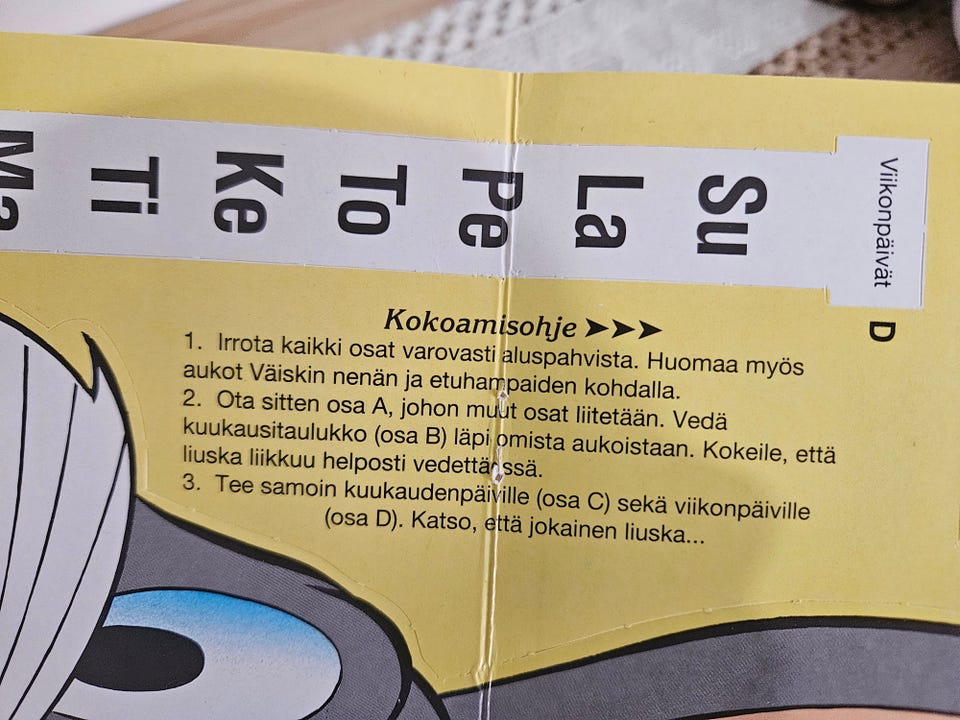 Ma
Ti
Ke
To
Pe
La
Su
Viikonpäivät
D
Kokoamisohje ➤➤➤
1. Irrota kaikki osat varovasti aluspahvista. Huomaa myös
aukot Väiskin nenän ja etuhampaiden kohdalla.
2. Ota sitten osa A, johon muut osat liitetään. Vedä
kuukausitaulukko (osa B) läpi omista aukoistaan. Kokeile, että
liuska liikkuu helposti vedettäessä.
3. Tee samoin kuukaudenpäiville (osa C) sekä viikonpäiville
(osa D). Katso, että jokainen liuska...